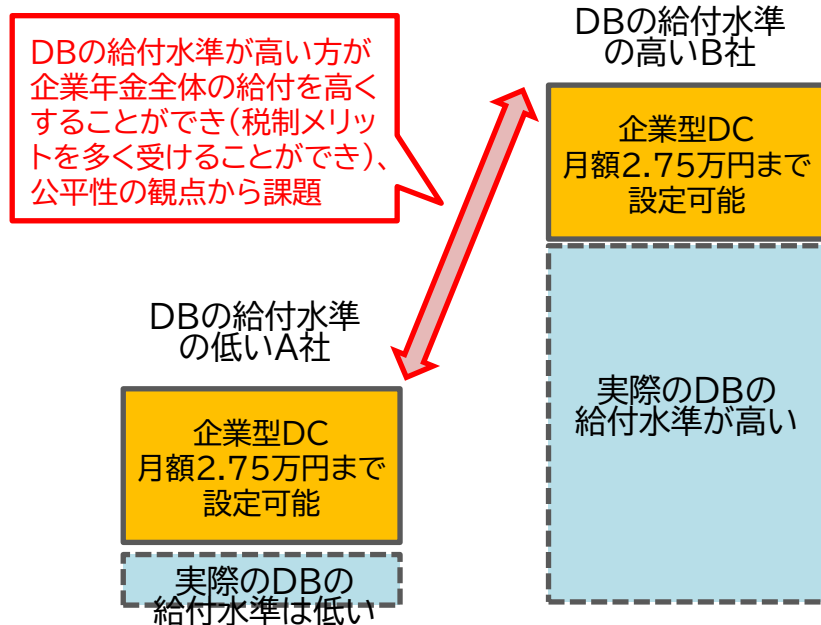 DBの給付水準が高い方が
企業年金全体の給付を高く
することができ(税制メリッ
トを多く受けることができ)、
公平性の観点から課題
DBの給付水準
の高いB社
企業型DC
月額2.75万円まで
設定可能
実際のDBの
給付水準が高い
DBの給付水準
の低いA社
企業型DC
月額2.75万円まで
設定可能
実際のDBの
給付水準は低い